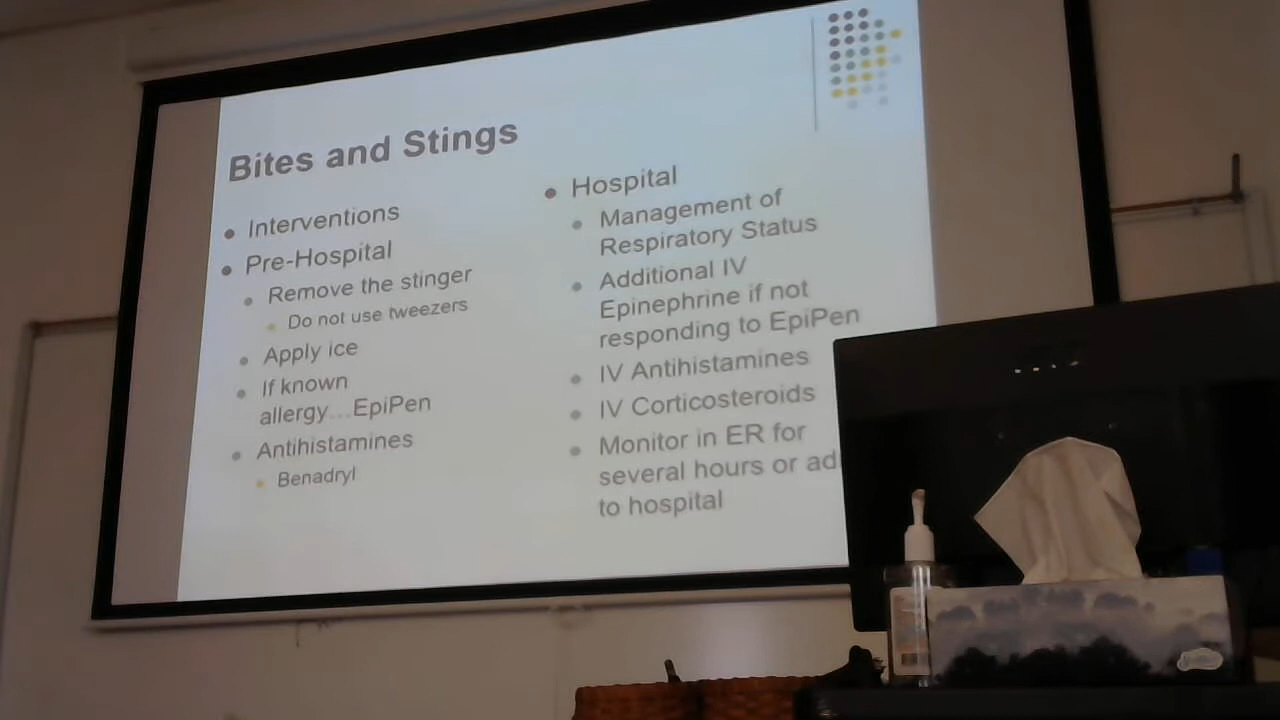 Bites and Stings
Interventions
Pre-Hospital
Remove the stinger
Do not use tweezers
Apply ice
If known
allergy...EpiPen
Antihistamines
Benadryl
Hospital
Management of
Respiratory Status
Additional IV
Epinephrine if not
responding to EpiPen
IV Antihistamines
IV Corticosteroids
Monitor in ER for
several hours or
to hospital